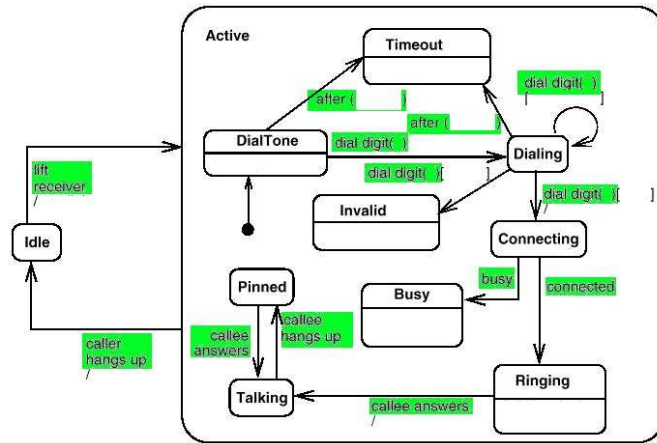 Active
Timeout
dial digit( )
[ ]
after ( )
after ( )
DialTone
dial digit( )
Dialing
dial digit( )[ ]
lift
receiver
/
Invalid
dial digit( )[ ]
/
Idle
Connecting
Pinned
Busy
busy
connected
callee
answers
callee
hangs up
caller
hangs up
/
Talking
callee answers
/
Ringing